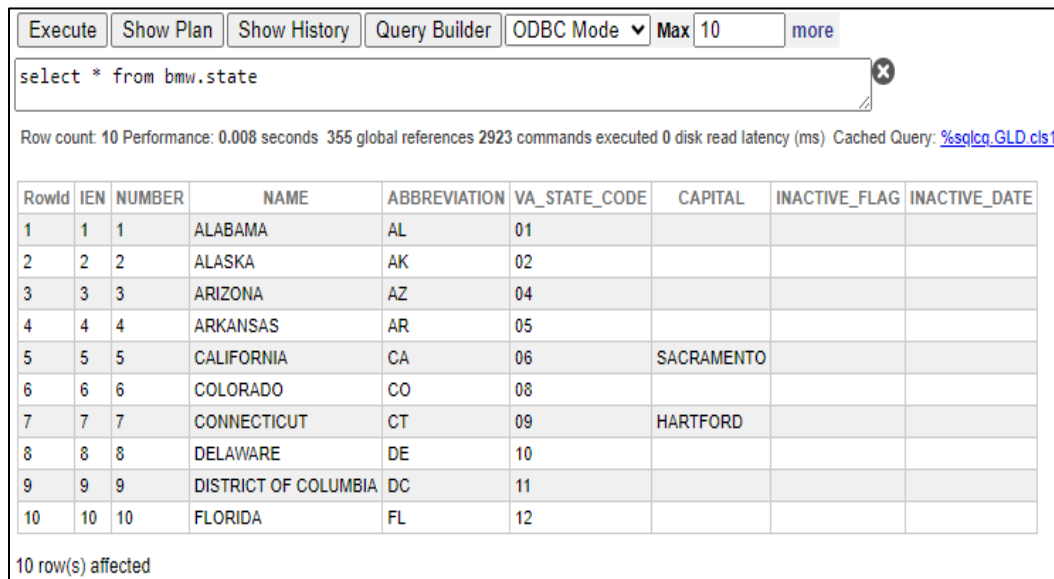 Execute Show Plan Show History Query Builder ODBC Mode Max 10 more
select * from bmw.state
Row count: 10 Performance: 0.008 seconds 355 global references 2923 commands executed 0 disk read latency (ms) Cached Query: %sqlcq.GLD.cls1
RowId IEN NUMBER NAME ABBREVIATION VA_STATE_CODE CAPITAL INACTIVE_FLAG INACTIVE_DATE
1 1 1 ALABAMA AL 01
2 2 2 ALASKA AK 02
3 3 3 ARIZONA AZ 04
4 4 4 ARKANSAS AR 05
5 5 5 CALIFORNIA CA 06 SACRAMENTO
6 6 6 COLORADO CO 08
7 7 7 CONNECTICUT CT 09 HARTFORD
8 8 8 DELAWARE DE 10
9 9 9 DISTRICT OF COLUMBIA DC 11
10 10 10 FLORIDA FL 12
10 row(s) affected